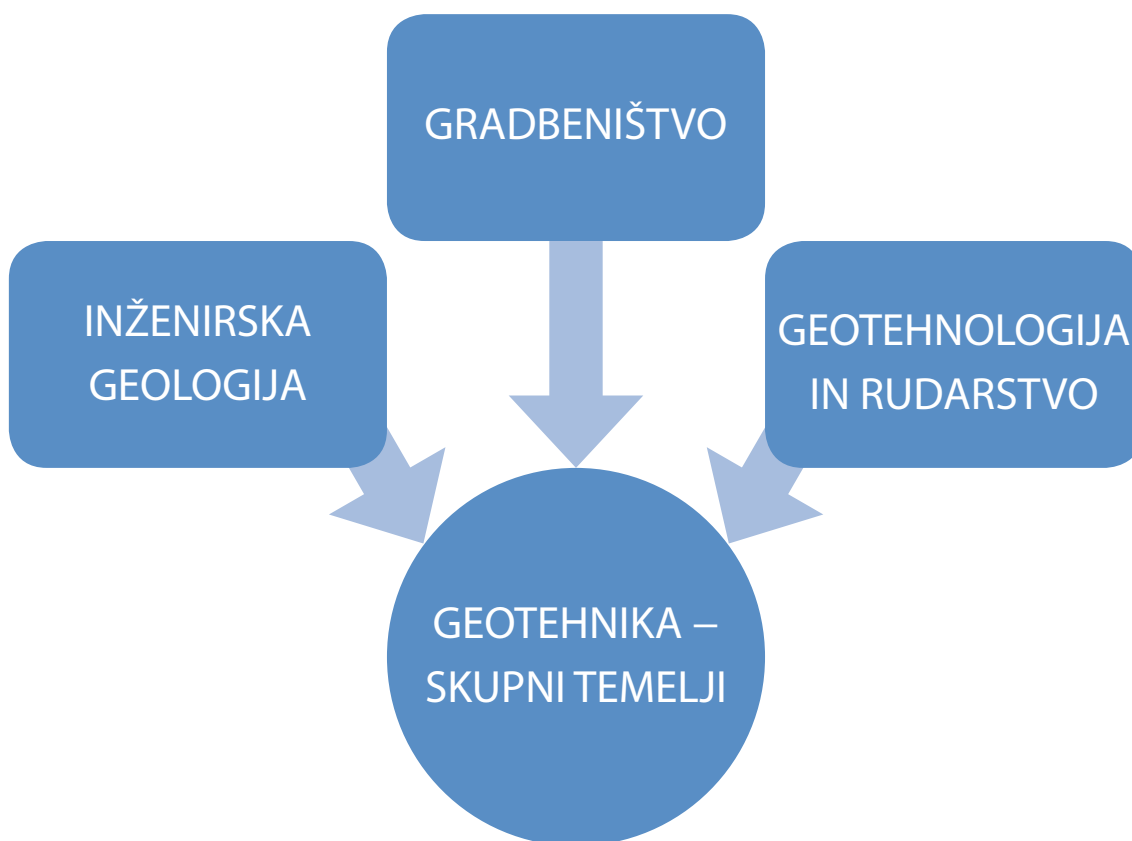 GRADBENIŠTVO
INŽENIRSKA
GEOLOGIJA
GEOTEHNOLOGIJA
IN RUDARSTVO
GEOTEHNIKA –
SKUPNI TEMELJI